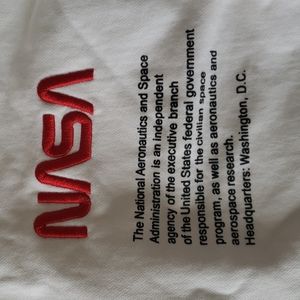 NASA
The National Aeronautics and Space
Administration is an independent
agency of the executive branch
of the United States federal government
responsible for the civilian space
program, as well as aeronautics and
aerospace research.
Headquarters: Washington, D.C.